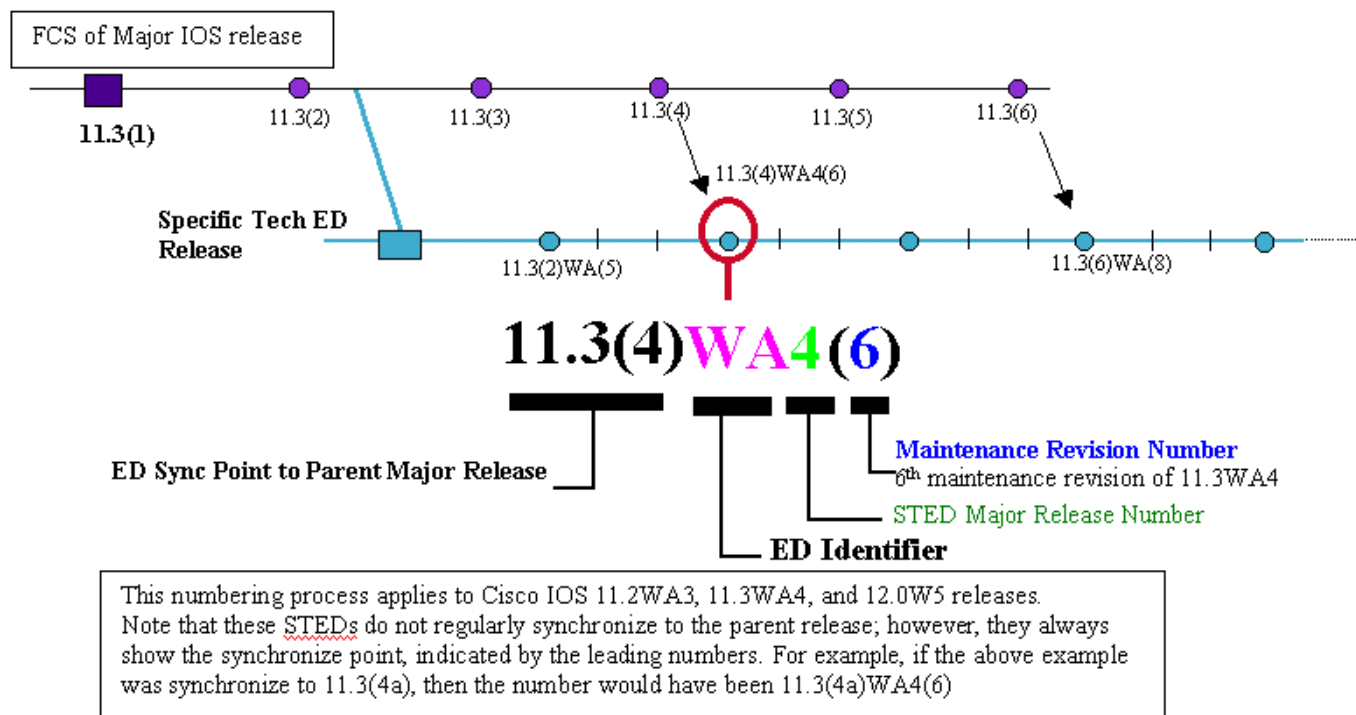 FCS of Major IOS release
11.3(1)
11.3(2)
11.3(3)
11.3(4)
11.3(5)
11.3(6)
11.3(4)WA4(6)
Specific Tech ED
Release
11.3(2)WA(5)
11.3(6)WA(8)
11.3(4)WA4(6)
ED Sync Point to Parent Major Release
Maintenance Revision Number
6th maintenance revision of 11.3WA4
STED Major Release Number
ED Identifier
This numbering process applies to Cisco IOS 11.2WA3, 11.3WA4, and 12.0W5 releases.
Note that these STEDs do not regularly synchronize to the parent release; however, they always
show the synchronize point, indicated by the leading numbers. For example, if the above example
was synchronize to 11.3(4a), then the number would have been 11.3(4a)WA4(6)